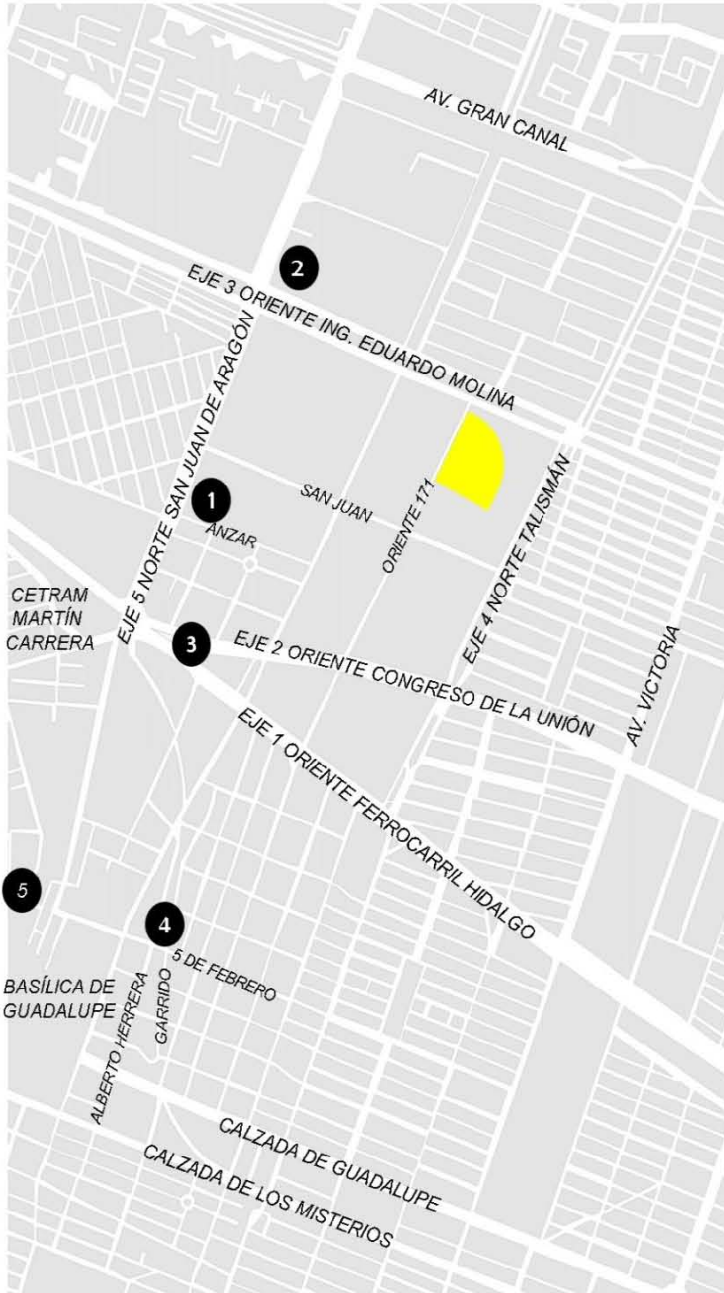 AV. GRAN CANAL
2
EJE 3 ORIENTE ING. EDUARDO MOLINA
EJE 5 NORTE SAN JUAN DE ARAGÓN
1
ANZAR
SAN JUAN
ORIENTE 171
EJE 4 NORTE TALISMÁN
CETRAM
MARTÍN
CARRERA
3
EJE 2 ORIENTE CONGRESO DE LA UNIÓN
AV. VICTORIA
EJE 1 ORIENTE FERROCARRIL HIDALGO
5
4
5 DE FEBRERO
BASÍLICA DE
GUADALUPE
ALBERTO HERRERA
GARRIDO
CALZADA DE GUADALUPE
CALZADA DE LOS MISTERIOS